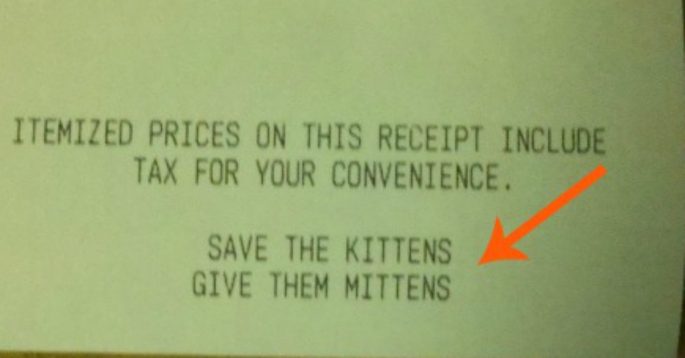 ITEMIZED PRICES ON THIS RECEIPT INCLUDE
TAX FOR YOUR CONVENIENCE.
SAVE THE KITTENS
GIVE THEM MITTENS